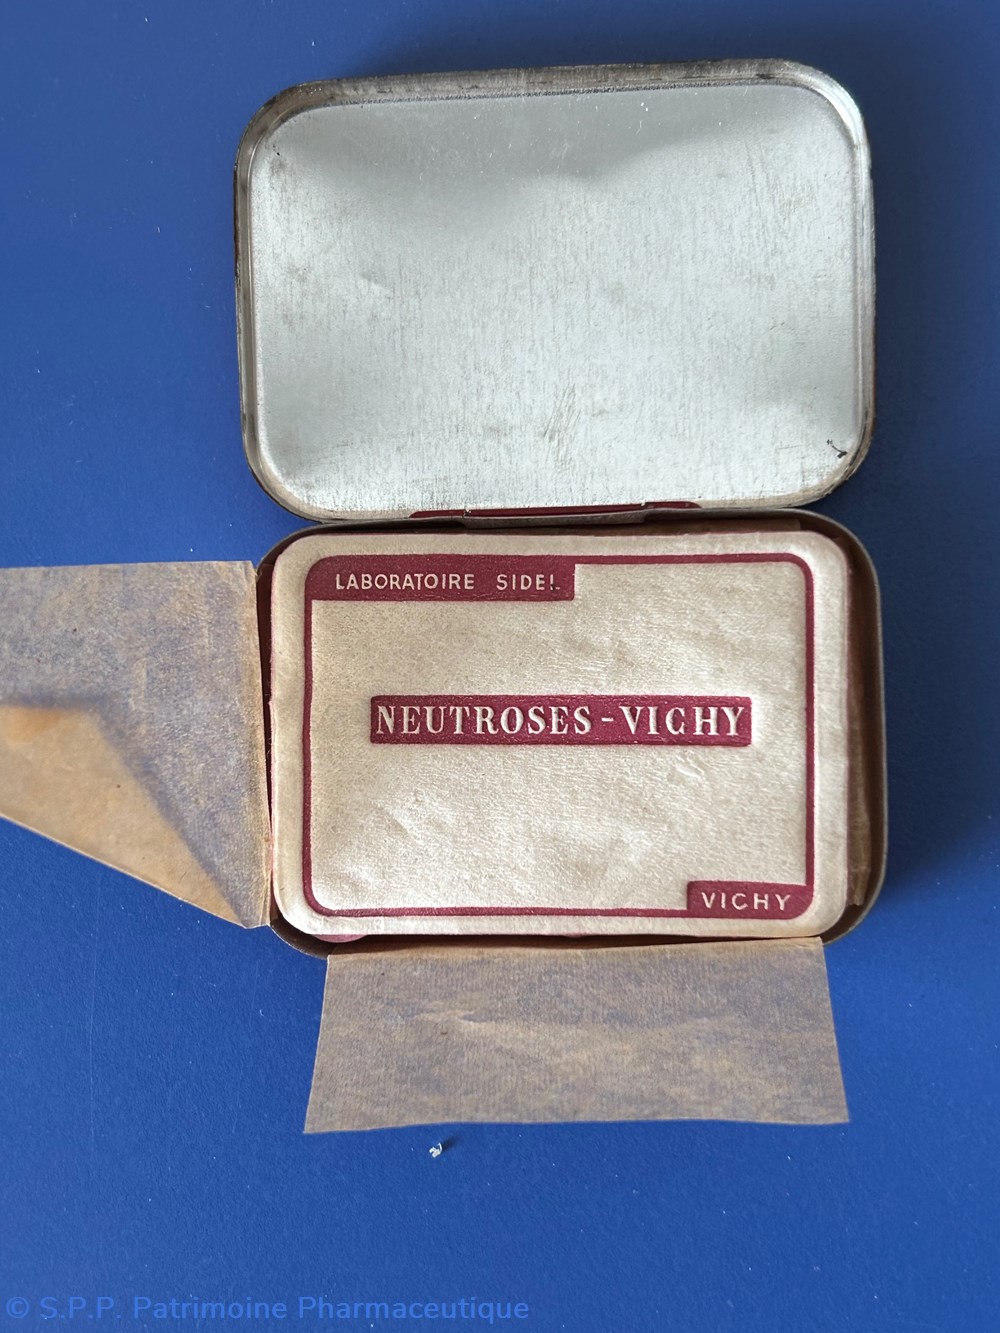 LABORATOIRE SIDEL
NEUTROSES-VICHY
VICHY
© S.P.P. Patrimoine Pharmaceutique